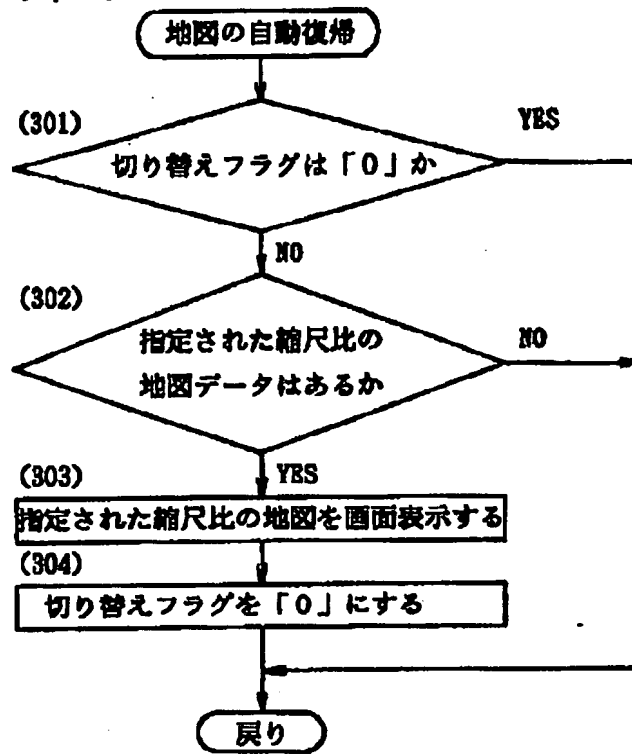 地図の自動復帰
(301)
YES
切り替えフラグは「0」か
NO
(302)
指定された縮尺比の
地図データはあるか
NO
(303)
YES
指定された縮尺比の地図を画面表示する
(304)
切り替えフラグを「0」にする
戻り